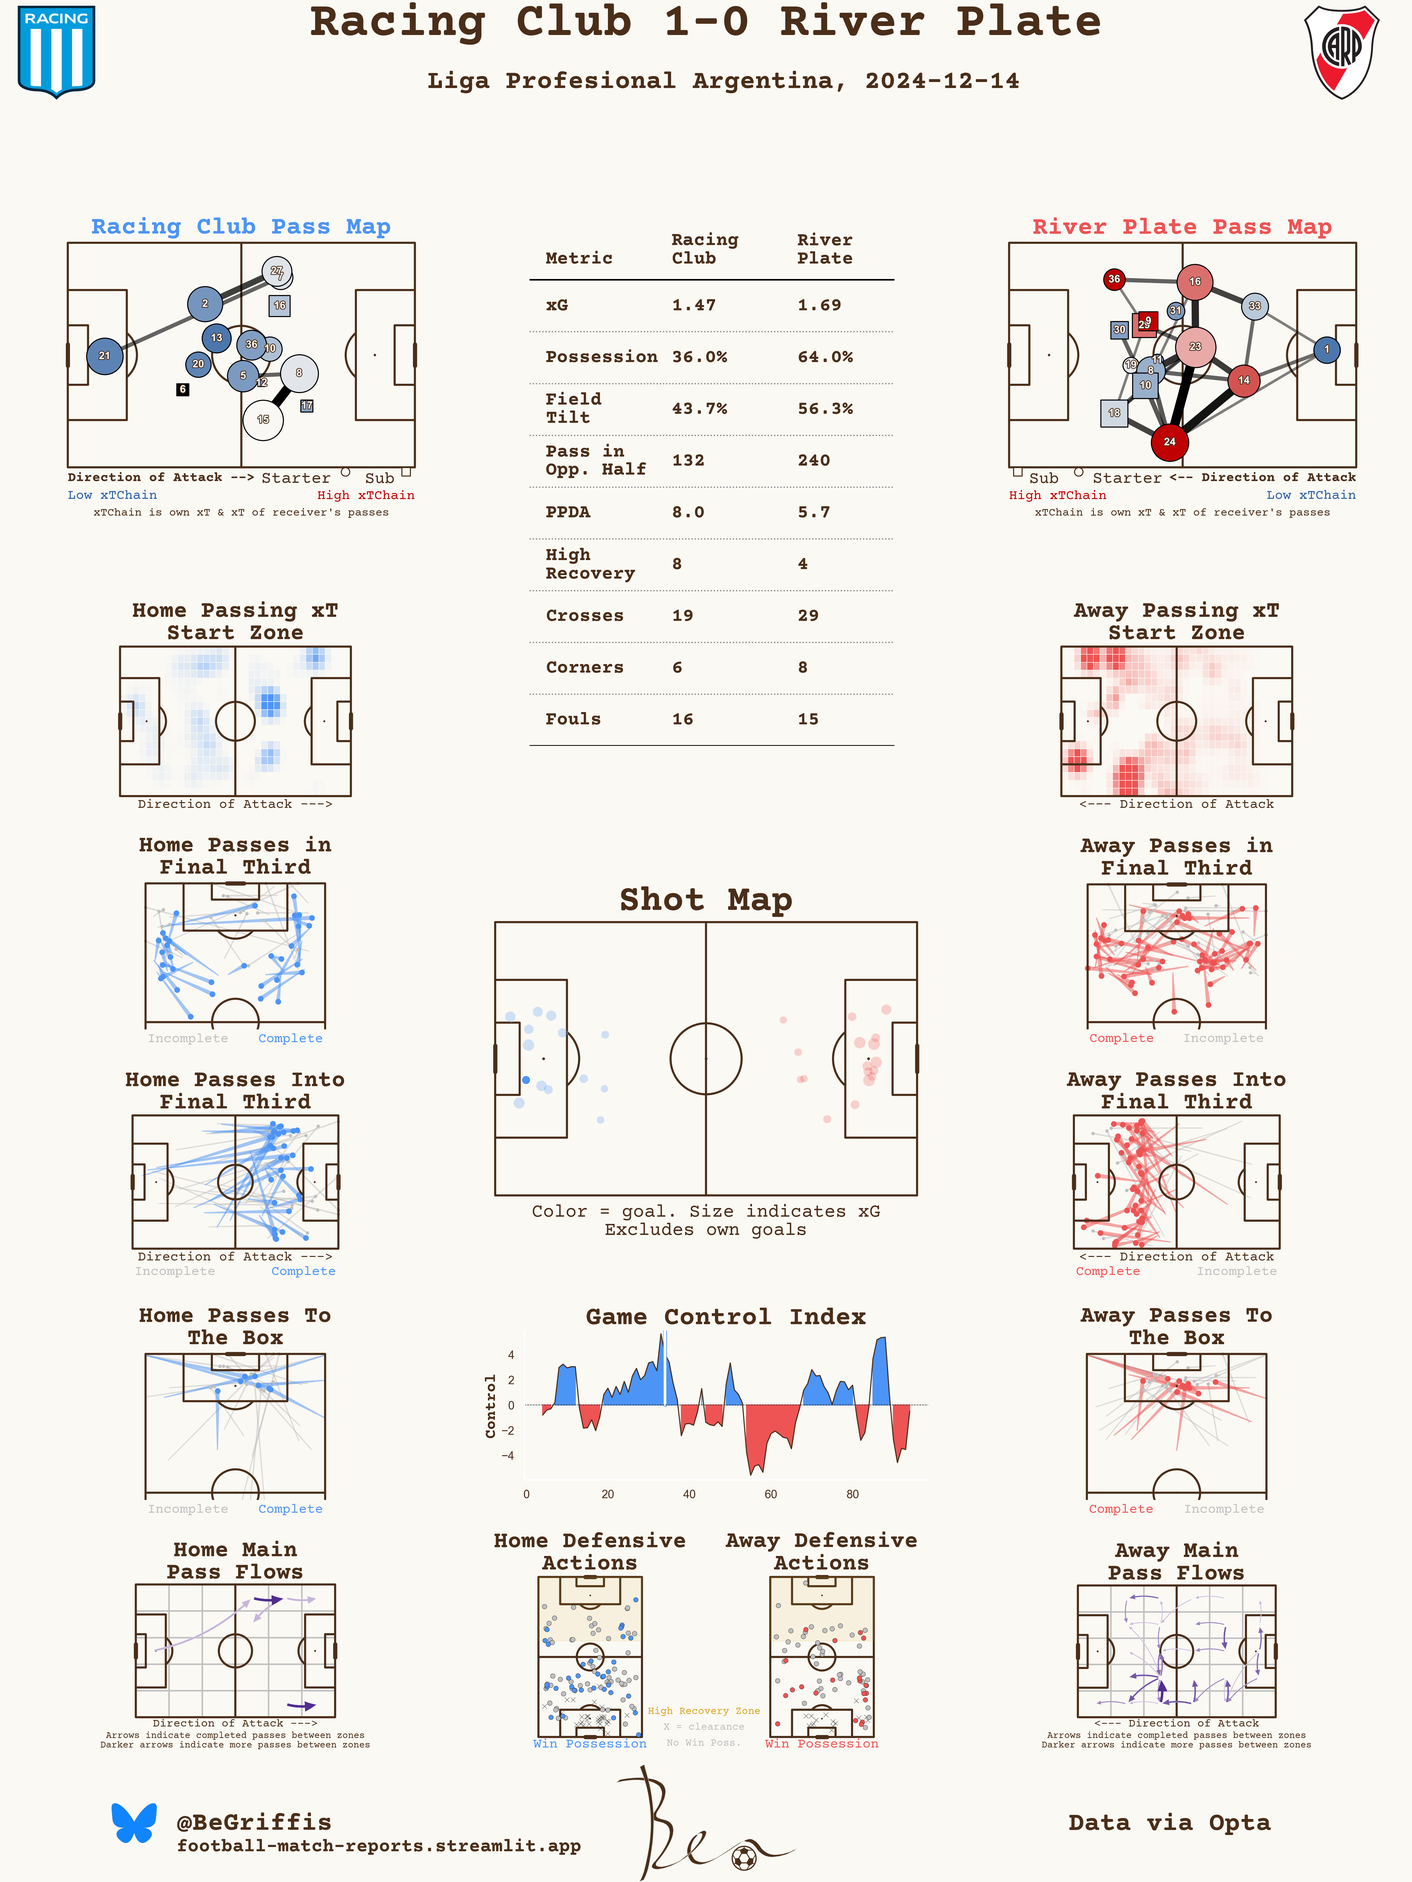 Racing Club 1-0 River Plate
Liga Profesional Argentina, 2024-12-14
RACING
CARP
Racing Club Pass Map
27
7
2
16
13
36
10
21
20
5
12
8
6
17
15
Direction of Attack --> Starter Sub
Low xTChain High xTChain
xTChain is own xT & xT of receiver's passes
Metric Racing Club River Plate
xG 1.47 1.69
Possession 36.0% 64.0%
Field Tilt 43.7% 56.3%
Pass in Opp. Half 132 240
PPDA 8.0 5.7
High Recovery 8 4
Crosses 19 29
Corners 6 8
Fouls 16 15
River Plate Pass Map
36
16
33
31
9
29
30
23
1
11
19
8
10
14
18
24
Sub Starter <-- Direction of Attack
High xTChain Low xTChain
xTChain is own xT & xT of receiver's passes
Home Passing xT
Start Zone
Direction of Attack --->
Away Passing xT
Start Zone
<--- Direction of Attack
Home Passes in
Final Third
Incomplete Complete
Away Passes in
Final Third
Complete Incomplete
Shot Map
Color = goal. Size indicates xG
Excludes own goals
Home Passes Into
Final Third
Direction of Attack --->
Incomplete Complete
Away Passes Into
Final Third
<--- Direction of Attack
Complete Incomplete
Home Passes To
The Box
Incomplete Complete
Game Control Index
Control
4
2
0
−2
−4
0 20 40 60 80
Away Passes To
The Box
Complete Incomplete
Home Main
Pass Flows
Direction of Attack --->
Arrows indicate completed passes between zones
Darker arrows indicate more passes between zones
Home Defensive
Actions
Win Possession
High Recovery Zone
X = clearance
No Win Poss.
Away Defensive
Actions
Win Possession
Away Main
Pass Flows
<--- Direction of Attack
Arrows indicate completed passes between zones
Darker arrows indicate more passes between zones
@BeGriffis
football-match-reports.streamlit.app
Ben
Data via Opta